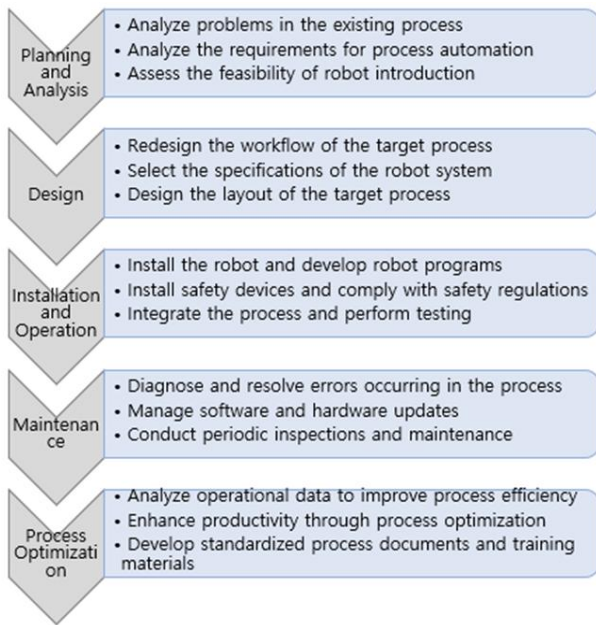 Planning
and
Analysis
• Analyze problems in the existing process
• Analyze the requirements for process automation
• Assess the feasibility of robot introduction
Design
• Redesign the workflow of the target process
• Select the specifications of the robot system
• Design the layout of the target process
Installation
and
Operation
• Install the robot and develop robot programs
• Install safety devices and comply with safety regulations
• Integrate the process and perform testing
Maintenan
ce
• Diagnose and resolve errors occurring in the process
• Manage software and hardware updates
• Conduct periodic inspections and maintenance
Process
Optimizati
on
• Analyze operational data to improve process efficiency
• Enhance productivity through process optimization
• Develop standardized process documents and training
materials